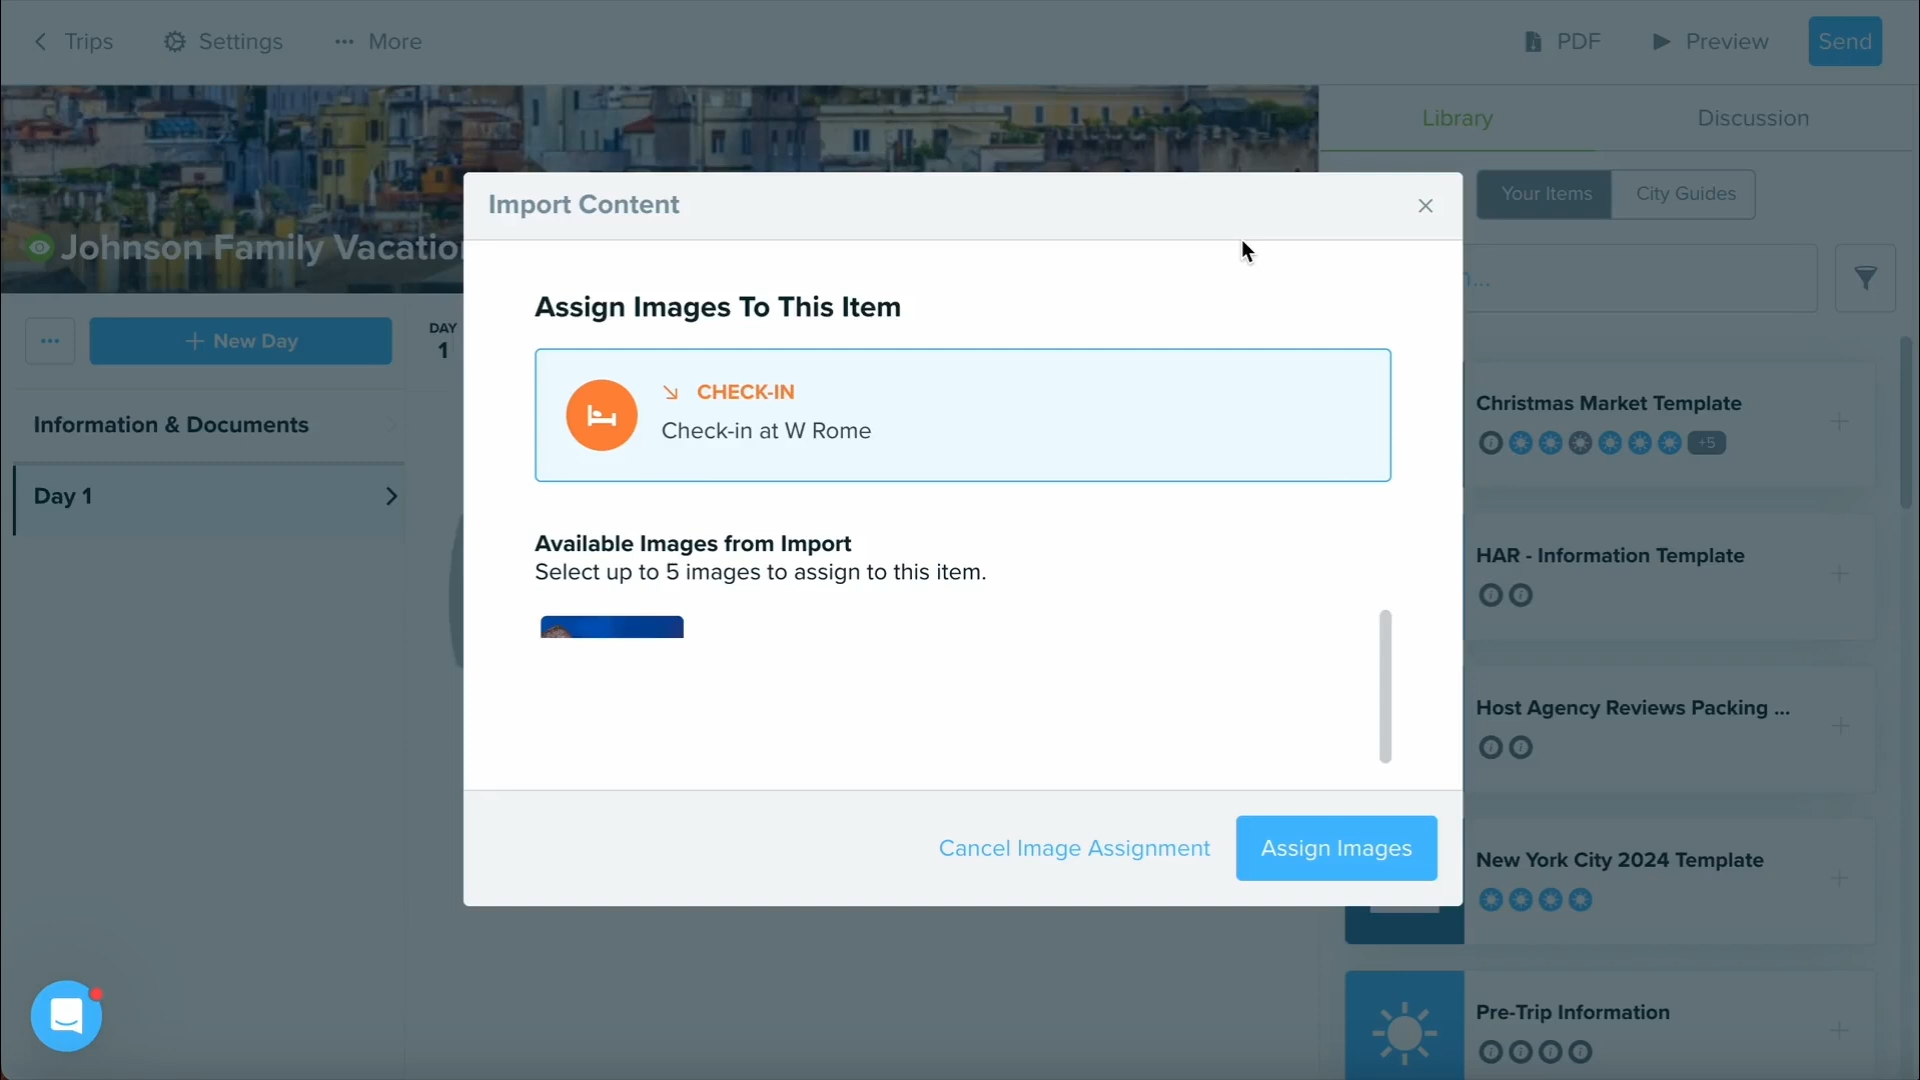 Trips
Settings
More
PDF
Preview
Send
Library
Discussion
Your Items
City Guides
Johnson Family Vacatio
Import Content
Assign Images To This Item
CHECK-IN
Check-in at W Rome
Available Images from Import
Select up to 5 images to assign to this item.
Cancel Image Assignment
Assign Images
New Day
DAY
1
Information & Documents
Day 1
Christmas Market Template
+5
HAR - Information Template
Host Agency Reviews Packing ...
New York City 2024 Template
Pre-Trip Information